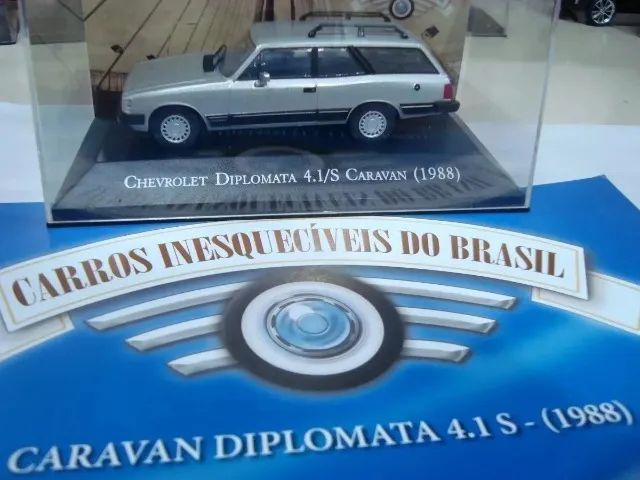 CHEVROLET DIPLOMATA 4.1/S CARAVAN (1988)
CARROS INESQUECÍVEIS DO BRASIL
CARAVAN DIPLOMATA 4.1 S - (1988)